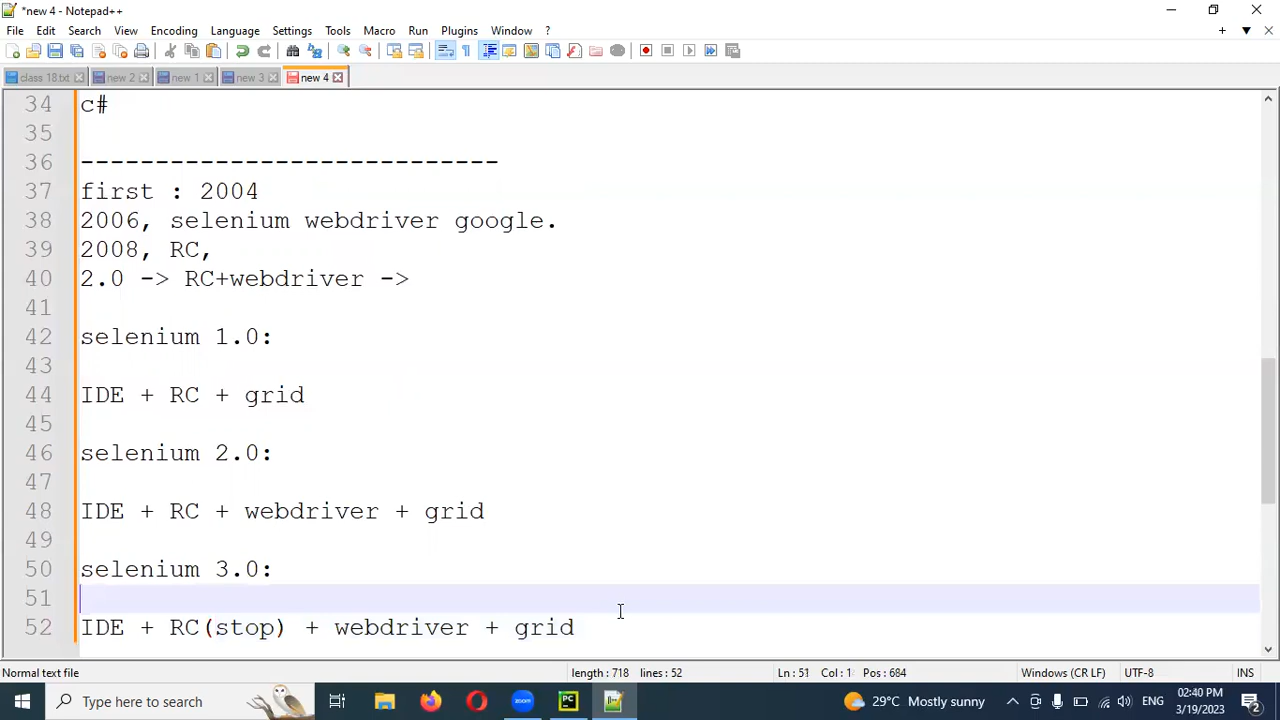 *new 4 - Notepad++
File Edit Search View Encoding Language Settings Tools Macro Run Plugins Window ?
class 18.txt new 2 new 1 new 3 new 4
34 c#
35
36 ----------------------------
37 first : 2004
38 2006, selenium webdriver google.
39 2008, RC,
40 2.0 -> RC+webdriver ->
41
42 selenium 1.0:
43
44 IDE + RC + grid
45
46 selenium 2.0:
47
48 IDE + RC + webdriver + grid
49
50 selenium 3.0:
51
52 IDE + RC(stop) + webdriver + grid
Normal text file length : 718 lines : 52 Ln : 51 Col : 1 Pos : 684 Windows (CR LF) UTF-8 INS
Type here to search zoom PC 29°C Mostly sunny ENG 02:40 PM 3/19/2023 2